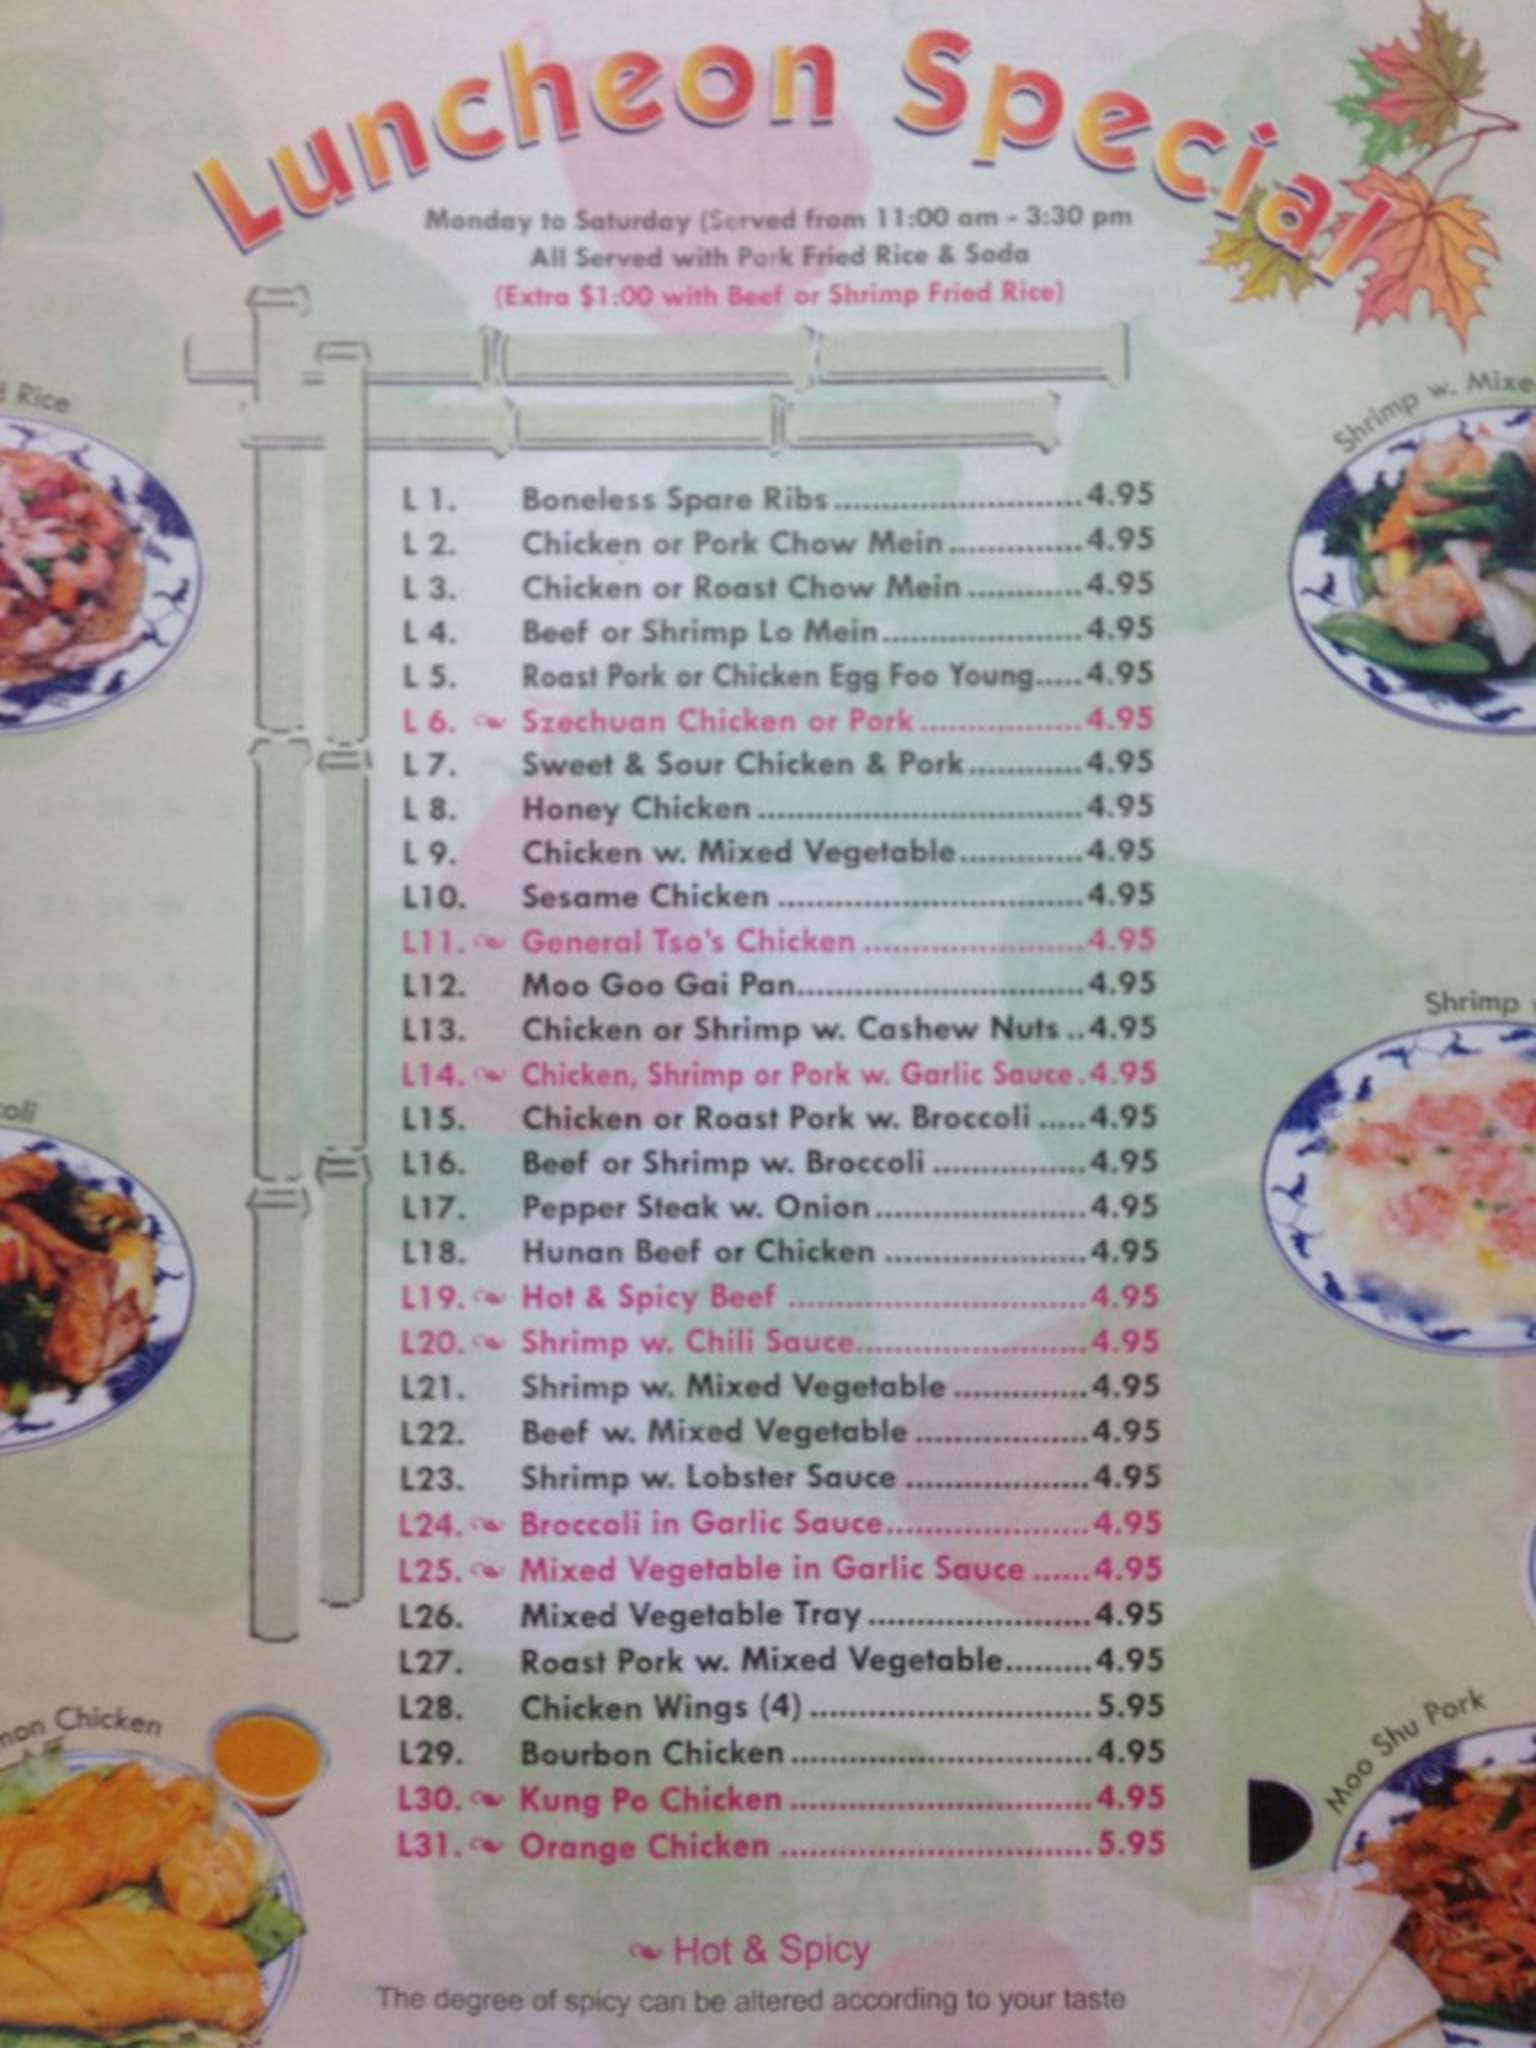 Luncheon Special
Monday to Saturday (Served from 11:00 am - 3:30 pm
All Served with Pork Fried Rice & Soda
(Extra $1:00 with Beef or Shrimp Fried Rice)
Rice
Shrimp w. Mixe
L 1. Boneless Spare Ribs..........................4.95
L 2. Chicken or Pork Chow Mein..............4.95
L 3. Chicken or Roast Chow Mein............4.95
L 4. Beef or Shrimp Lo Mein.....................4.95
L 5. Roast Pork or Chicken Egg Foo Young.....4.95
L 6. Szechuan Chicken or Pork.................4.95
L 7. Sweet & Sour Chicken & Pork............4.95
L 8. Honey Chicken..................................4.95
L 9. Chicken w. Mixed Vegetable.............4.95
L10. Sesame Chicken................................4.95
L11. General Tso's Chicken.......................4.95
L12. Moo Goo Gai Pan..............................4.95
L13. Chicken or Shrimp w. Cashew Nuts..4.95
Shrimp
L14. Chicken, Shrimp or Pork w. Garlic Sauce.4.95
L15. Chicken or Roast Pork w. Broccoli.....4.95
coli
L16. Beef or Shrimp w. Broccoli................4.95
L17. Pepper Steak w. Onion......................4.95
L18. Hunan Beef or Chicken.....................4.95
L19. Hot & Spicy Beef...............................4.95
L20. Shrimp w. Chili Sauce........................4.95
L21. Shrimp w. Mixed Vegetable..............4.95
L22. Beef w. Mixed Vegetable..................4.95
L23. Shrimp w. Lobster Sauce...................4.95
L24. Broccoli in Garlic Sauce.....................4.95
L25. Mixed Vegetable in Garlic Sauce......4.95
L26. Mixed Vegetable Tray.......................4.95
L27. Roast Pork w. Mixed Vegetable.........4.95
L28. Chicken Wings (4).............................5.95
L29. Bourbon Chicken...............................4.95
L30. Kung Po Chicken...............................4.95
L31. Orange Chicken................................5.95
mon Chicken
Moo Shu Pork
Hot & Spicy
The degree of spicy can be altered according to your taste